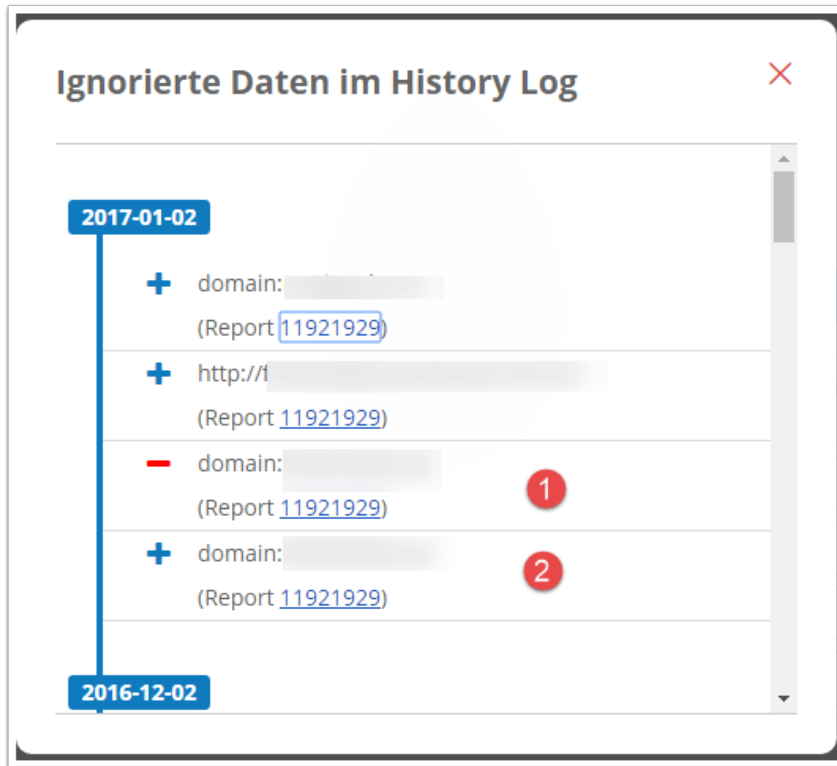 Ignorierte Daten im History Log
2017-01-02
domain:
(Report 11921929)
http://f
(Report 11921929)
domain:
(Report 11921929)
1
domain:
(Report 11921929)
2
2016-12-02